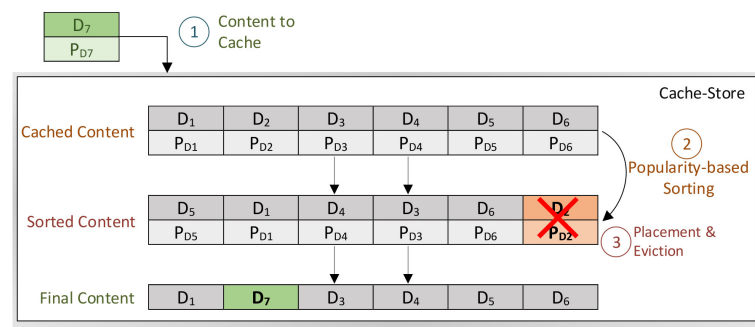 D7
PD7
1
Content to
Cache
Cache-Store
Cached Content
D1 D2 D3 D4 D5 D6
PD1 PD2 PD3 PD4 PD5 PD6
2
Popularity-based
Sorting
Sorted Content
D5 D1 D4 D3 D6 D2
PD5 PD1 PD4 PD3 PD6 PD2
3
Placement &
Eviction
Final Content
D1 D7 D3 D4 D5 D6